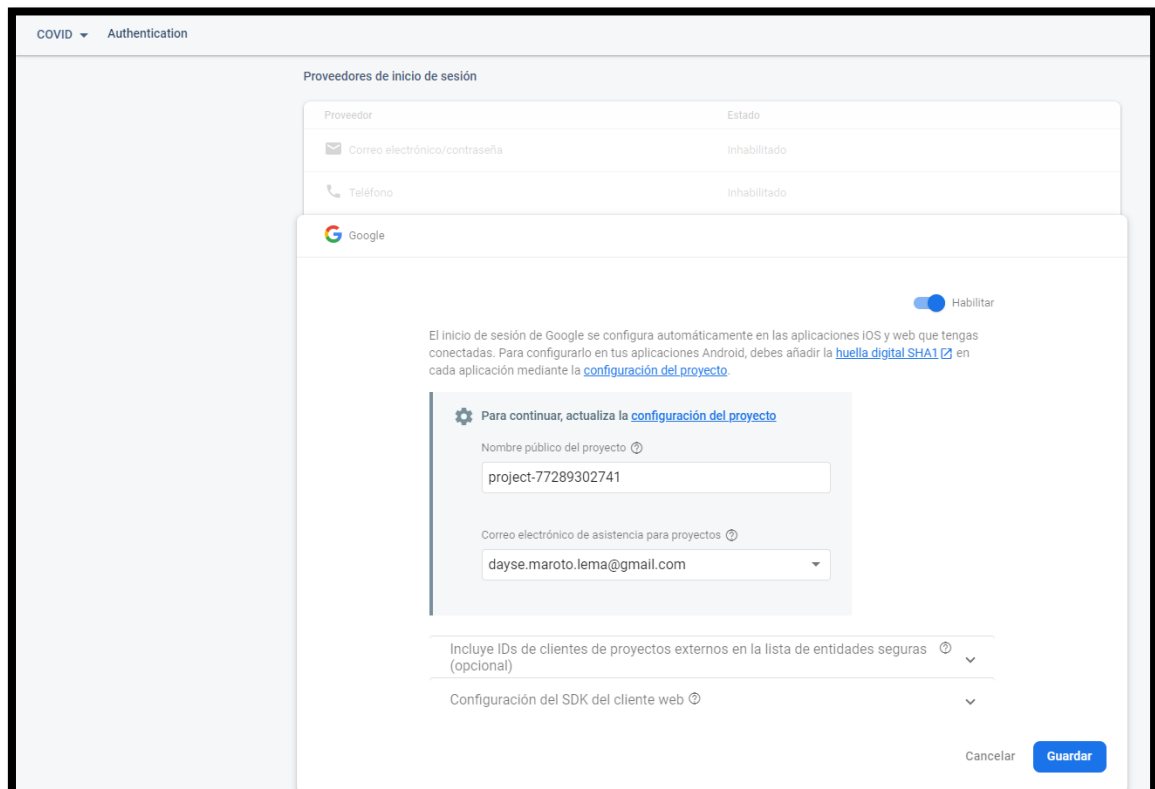 COVID Authentication
Proveedores de inicio de sesión
Proveedor Estado
Correo electrónico/contraseña Inhabilitado
Teléfono Inhabilitado
Google
Habilitar
El inicio de sesión de Google se configura automáticamente en las aplicaciones iOS y web que tengas
conectadas. Para configurarlo en tus aplicaciones Android, debes añadir la huella digital SHA1 en
cada aplicación mediante la configuración del proyecto.
Para continuar, actualiza la configuración del proyecto
Nombre público del proyecto
project-77289302741
Correo electrónico de asistencia para proyectos
dayse.maroto.lema@gmail.com
Incluye IDs de clientes de proyectos externos en la lista de entidades seguras
(opcional)
Configuración del SDK del cliente web
Cancelar Guardar